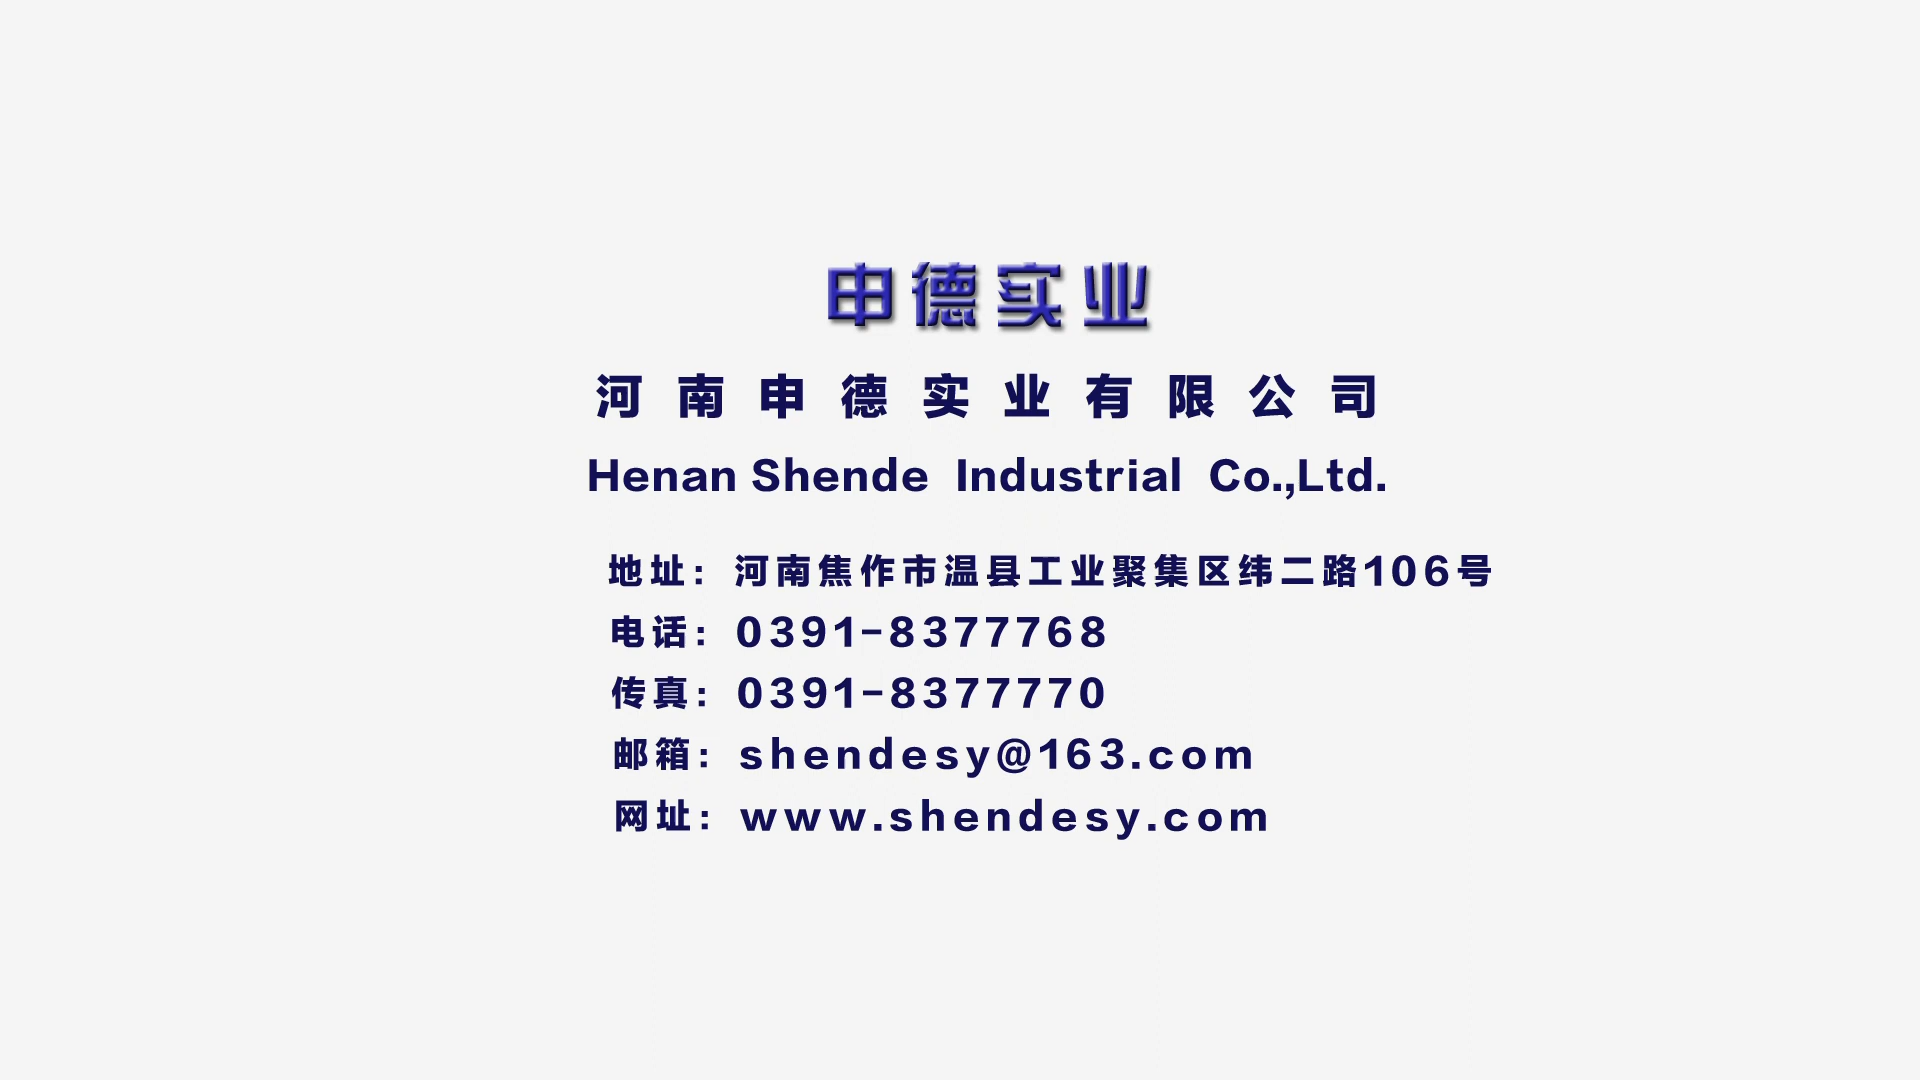 申德实业
河南申德实业有限公司
Henan Shende Industrial Co.,Ltd.
地址：河南焦作市温县工业聚集区纬二路106号
电话：0391-8377768
传真：0391-8377770
邮箱：shendesy@163.com
网址：www.shendesy.com